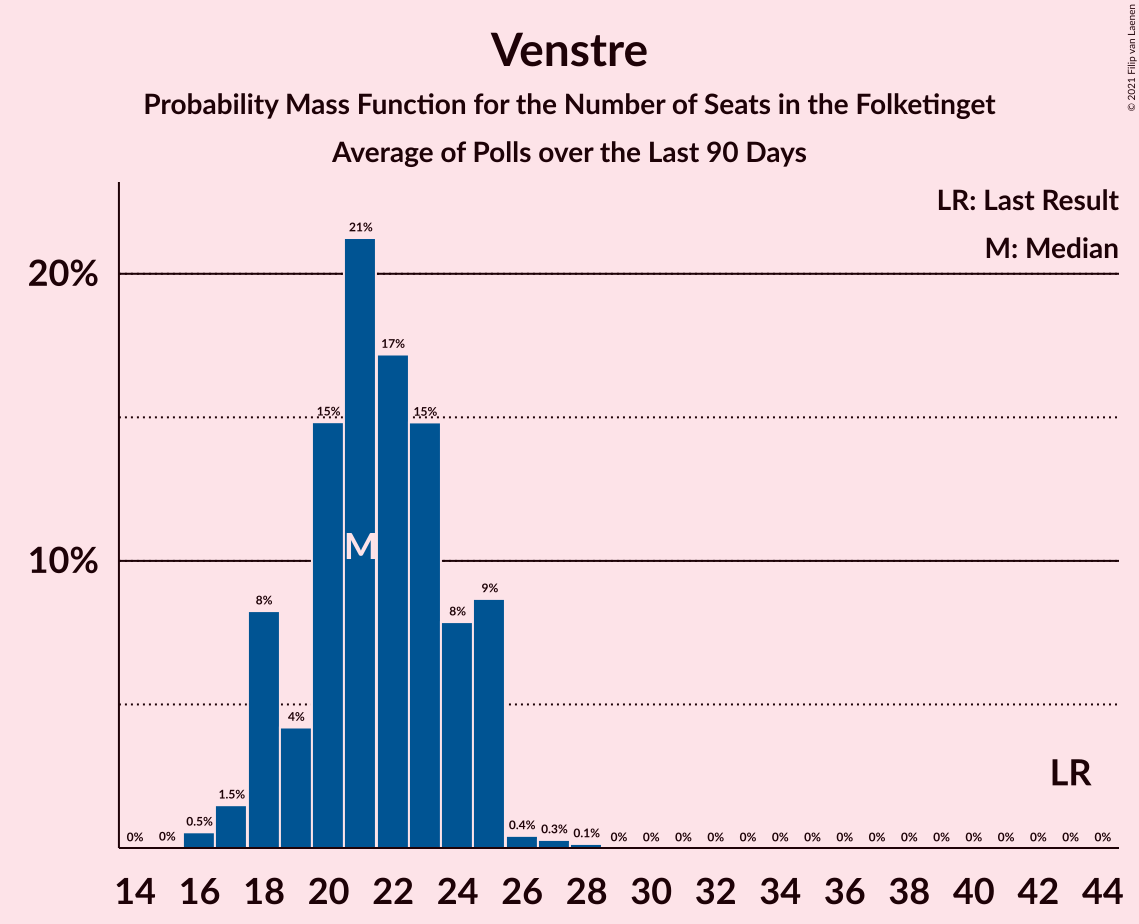 Venstre
Probability Mass Function for the Number of Seats in the Folketinget
Average of Polls over the Last 90 Days
© 2021 Filip van Laenen
LR: Last Result
M: Median
20%
10%
0% 0% 0.5% 1.5% 8% 4% 15% 21% 17% 15% 8% 9% 0.4% 0.3% 0.1% 0% 0% 0% 0% 0% 0% 0% 0% 0% 0% 0% 0% 0% 0% 0% 0%
M
LR
14 16 18 20 22 24 26 28 30 32 34 36 38 40 42 44